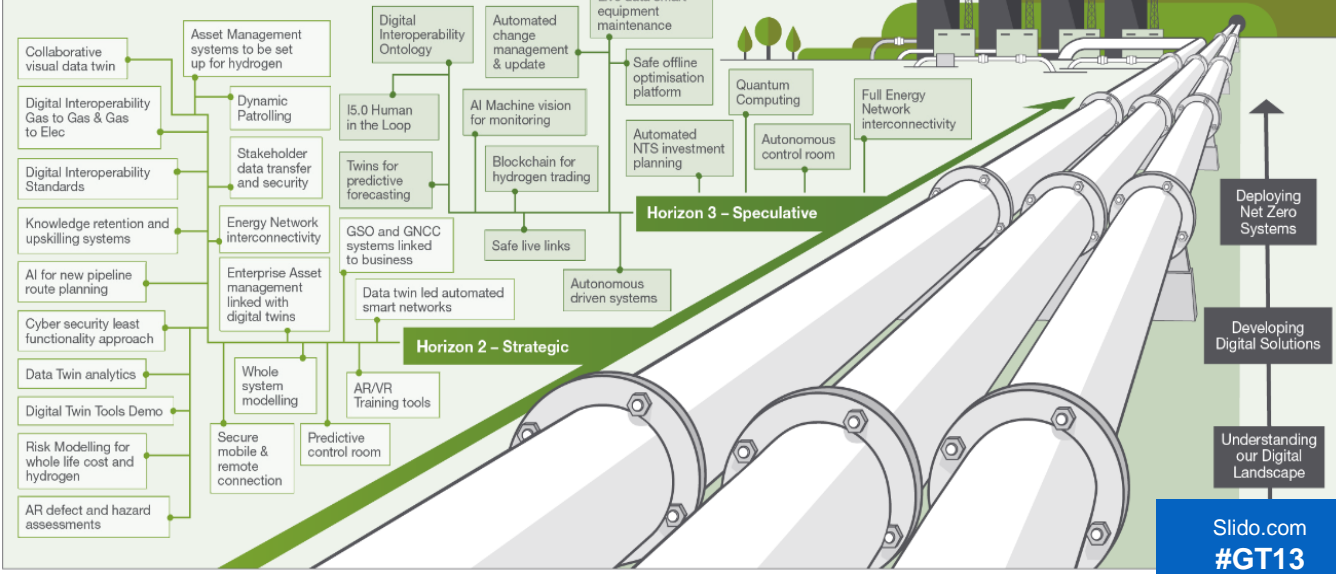 Collaborative
visual data twin
Asset Management
systems to be set
up for hydrogen
Digital Interoperability
Gas to Gas & Gas
to Elec
Dynamic
Patrolling
Digital Interoperability
Standards
Stakeholder
data transfer
and security
Knowledge retention and
upskilling systems
Energy Network
interconnectivity
AI for new pipeline
route planning
Enterprise Asset
management
linked with
digital twins
Cyber security least
functionality approach
Data Twin analytics
Digital Twin Tools Demo
Risk Modelling for
whole life cost and
hydrogen
AR defect and hazard
assessments
GSO and GNCC
systems linked
to business
Data twin led automated
smart networks
Horizon 2 – Strategic
Whole
system
modelling
AR/VR
Training tools
Secure
mobile &
remote
connection
Predictive
control room
Digital
Interoperability
Ontology
Automated
change
management
& update
equipment
maintenance
Safe offline
optimisation
platform
I5.0 Human
in the Loop
AI Machine vision
for monitoring
Twins for
predictive
forecasting
Blockchain for
hydrogen trading
Automated
NTS investment
planning
Quantum
Computing
Autonomous
control room
Full Energy
Network
interconnectivity
Horizon 3 – Speculative
Safe live links
Autonomous
driven systems
Deploying
Net Zero
Systems
Developing
Digital Solutions
Understanding
our Digital
Landscape
Slido.com
#GT13